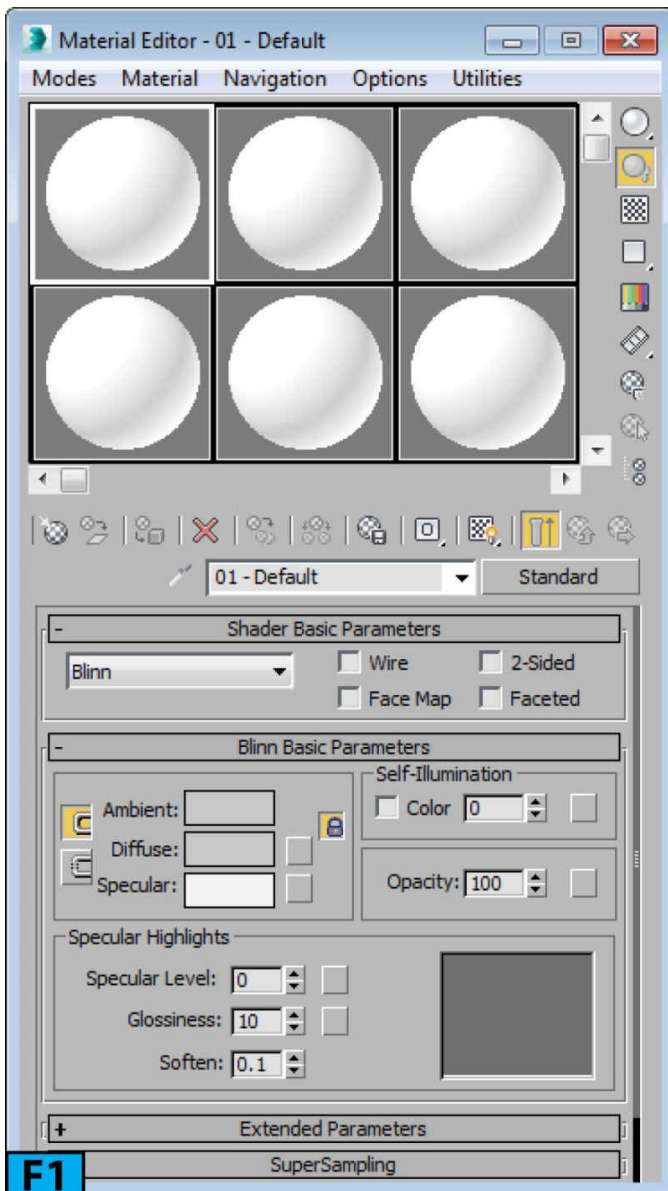 Material Editor - 01 - Default
Modes Material Navigation Options Utilities
01 - Default Standard
- Shader Basic Parameters
Blinn Wire 2-Sided
Face Map Faceted
- Blinn Basic Parameters
Self-Illumination
Ambient: Color 0
Diffuse:
Specular: Opacity: 100
Specular Highlights
Specular Level: 0
Glossiness: 10
Soften: 0.1
+ Extended Parameters
SuperSampling
F1